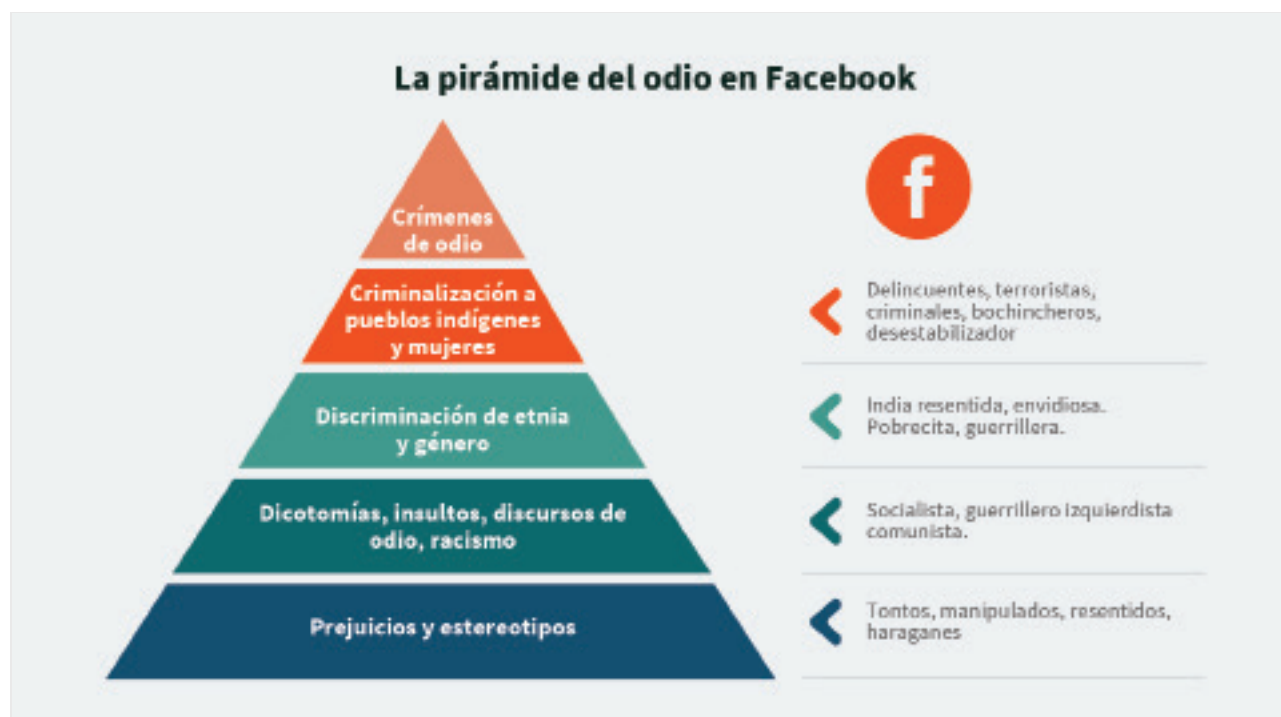 La pirámide del odio en Facebook
f
Crímenes
de odio
Criminalización a
pueblos indígenes
y mujeres
Delincuentes, terroristas,
criminales, bochincheros,
desestabilizador
Discriminación de etnia
y género
India resentida, envidiosa.
Pobrecita, guerrillera.
Dicotomías, insultos, discursos de
odio, racismo
Socialista, guerrillero izquierdista
comunista.
Prejuicios y estereotipos
Tontos, manipulados, resentidos,
haraganes